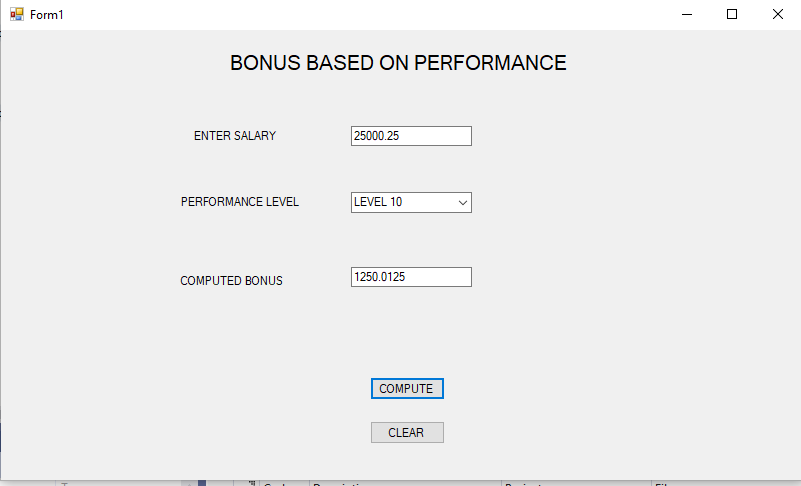 Form1
BONUS BASED ON PERFORMANCE
ENTER SALARY 25000.25
PERFORMANCE LEVEL LEVEL 10
COMPUTED BONUS 1250.0125
COMPUTE
CLEAR